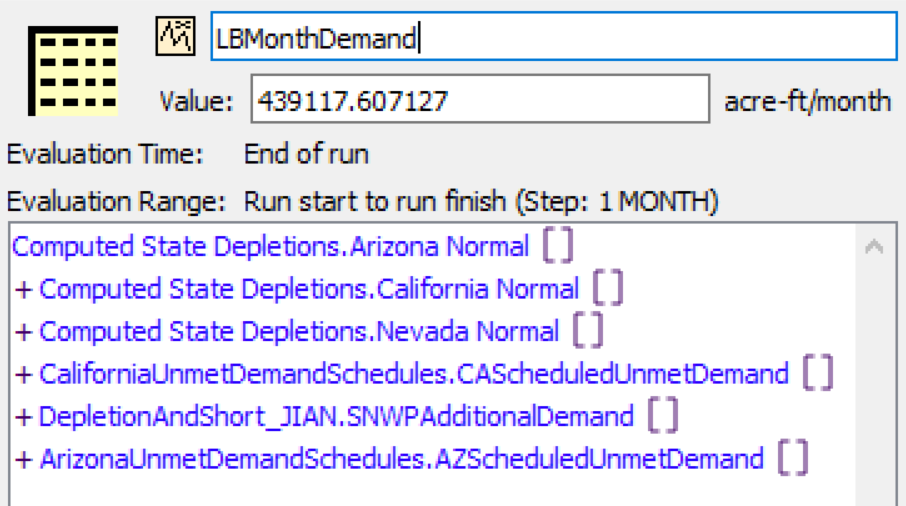 LBMonthDemand
Value: 439117.607127 acre-ft/month
Evaluation Time: End of run
Evaluation Range: Run start to run finish (Step: 1 MONTH)
Computed State Depletions.Arizona Normal []
+ Computed State Depletions.California Normal []
+ Computed State Depletions.Nevada Normal []
+ CaliforniaUnmetDemandSchedules.CAScheduledUnmetDemand []
+ DepletionAndShort_JIAN.SNWPAdditionalDemand []
+ ArizonaUnmetDemandSchedules.AZScheduledUnmetDemand []